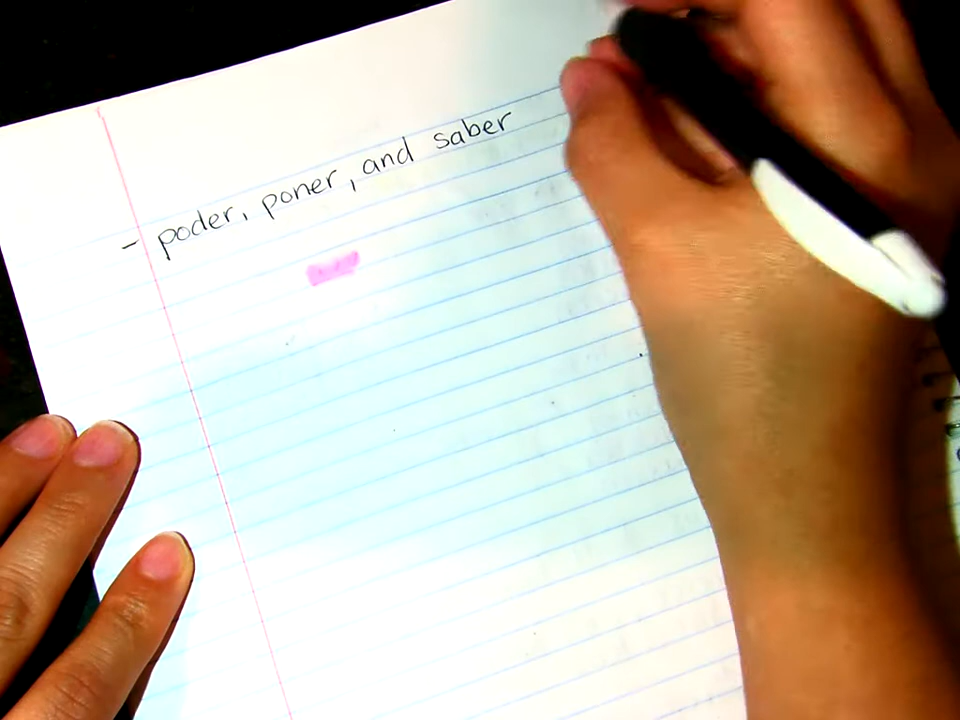 - poder, poner, and saber